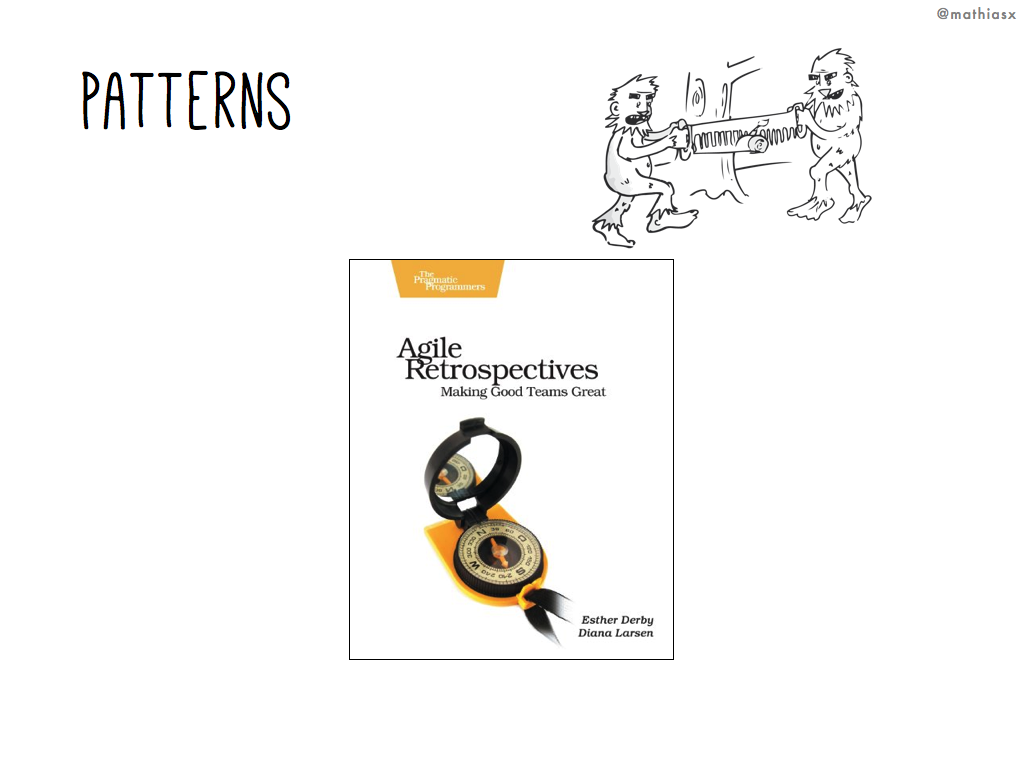 @mathiasx
PATTERNS
The
Pragmatic
Programmers
Agile
Retrospectives
Making Good Teams Great
Esther Derby
Diana Larsen